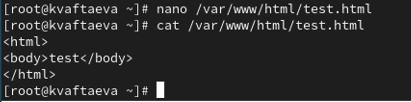 [root@kvaftaeva ~]# nano /var/www/html/test.html
[root@kvaftaeva ~]# cat /var/www/html/test.html
<html>
<body>test</body>
</html>
[root@kvaftaeva ~]#